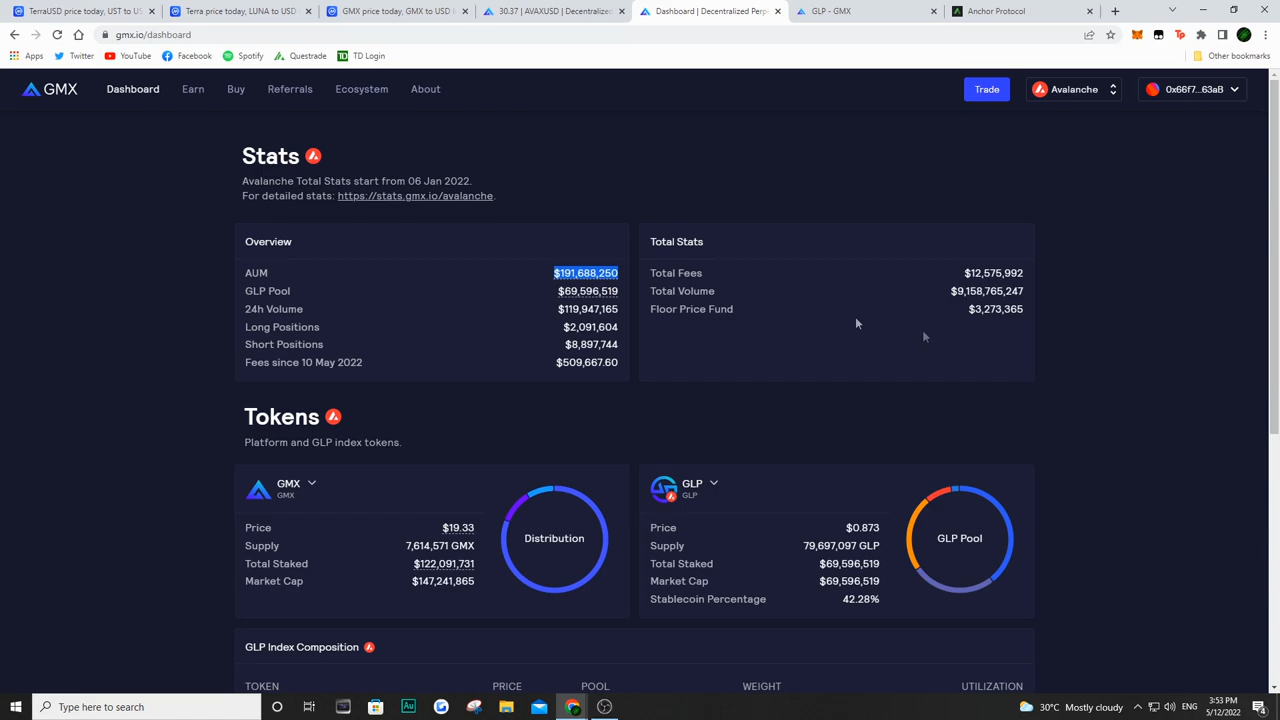 TerraUSD price today, UST to US
Terra price today, LUNA to USD
GMX price today, GMX to USD l
30.37 | AVAXUSD | Decentralized
Dashboard | Decentralized Perpe
GLP - GMX
Anchor Protocol
gmx.io/dashboard
Apps
Twitter
YouTube
Facebook
Spotify
Questrade
TD Login
Other bookmarks
GMX
Dashboard
Earn
Buy
Referrals
Ecosystem
About
Trade
Avalanche
0x66f7...63aB
Stats
Avalanche Total Stats start from 06 Jan 2022.
For detailed stats: https://stats.gmx.io/avalanche.
Overview
AUM $191,688,250
GLP Pool $69,596,519
24h Volume $119,947,165
Long Positions $2,091,604
Short Positions $8,897,744
Fees since 10 May 2022 $509,667.60
Total Stats
Total Fees $12,575,992
Total Volume $9,158,765,247
Floor Price Fund $3,273,365
Tokens
Platform and GLP index tokens.
GMX
GMX
Price $19.33
Supply 7,614,571 GMX
Total Staked $122,091,731
Market Cap $147,241,865
Distribution
GLP
GLP
Price $0.873
Supply 79,697,097 GLP
Total Staked $69,596,519
Market Cap $69,596,519
Stablecoin Percentage 42.28%
GLP Pool
GLP Index Composition
TOKEN PRICE POOL WEIGHT UTILIZATION
Type here to search
Au
30°C Mostly cloudy
3:53 PM
5/12/2022
4